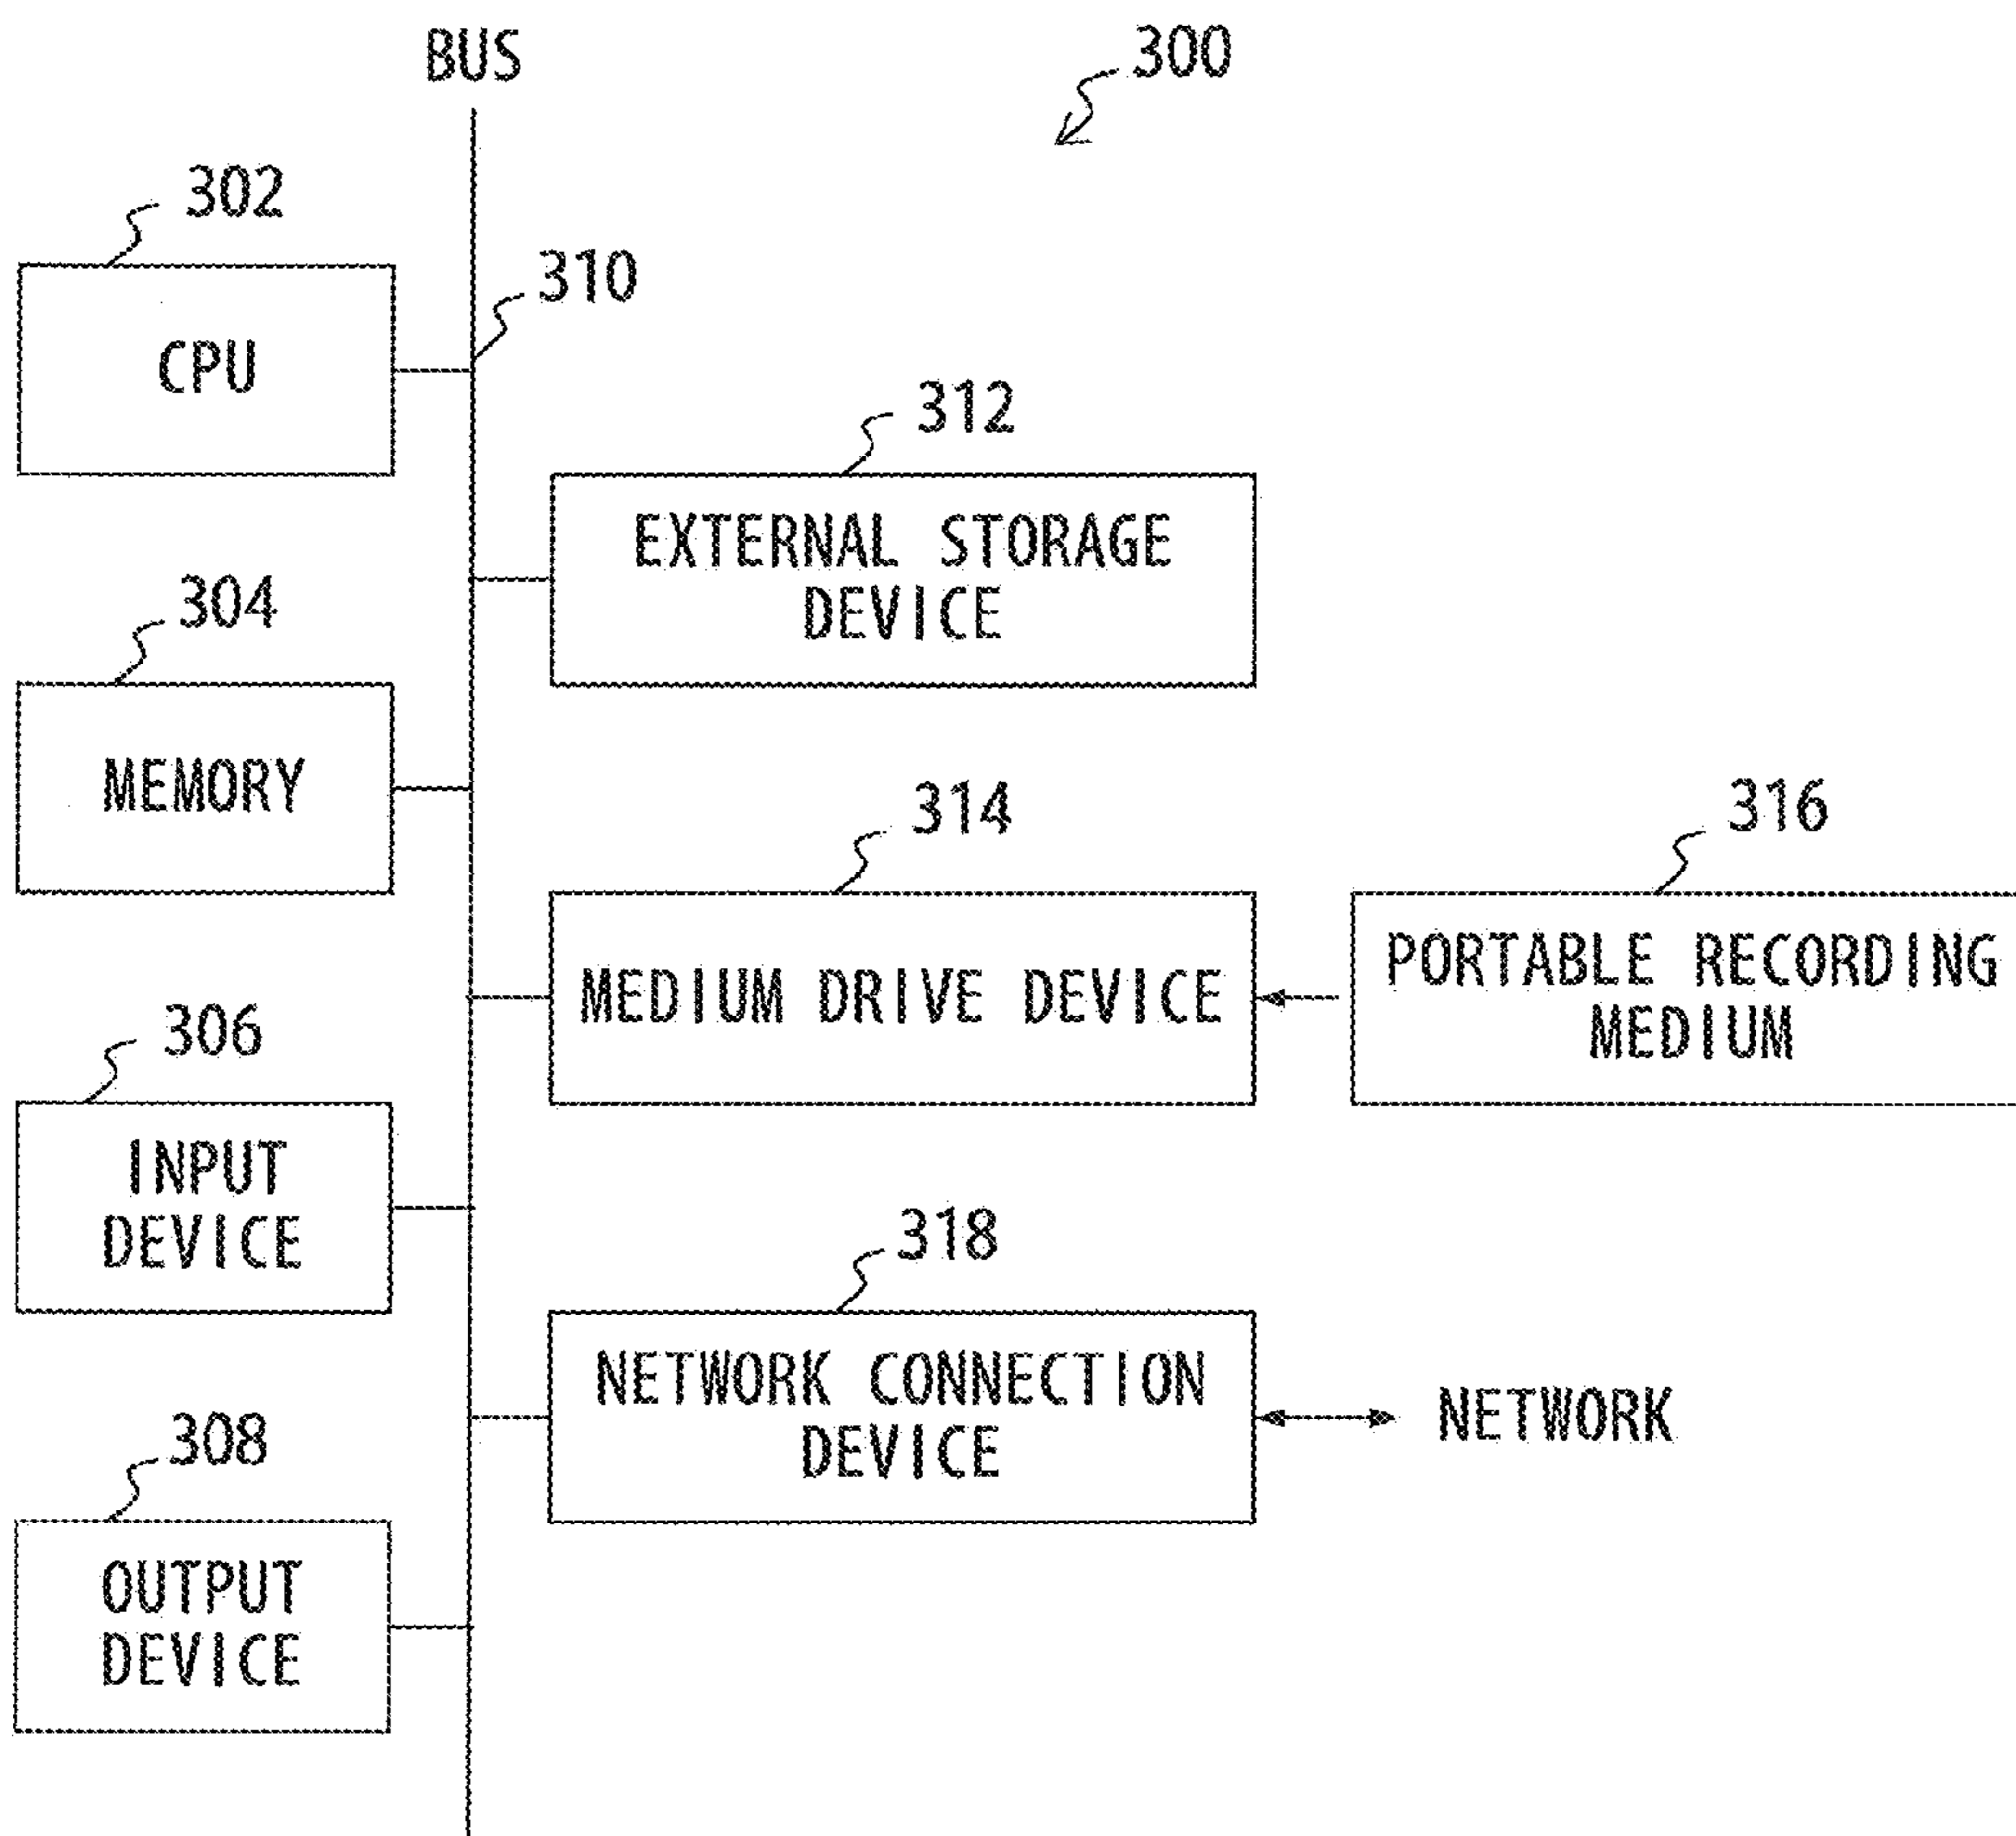 BUS
300
302
310
CPU
312
EXTERNAL STORAGE
DEVICE
304
MEMORY
314
316
MEDIUM DRIVE DEVICE
PORTABLE RECORDING
MEDIUM
306
INPUT
DEVICE
318
NETWORK CONNECTION
DEVICE
NETWORK
308
OUTPUT
DEVICE